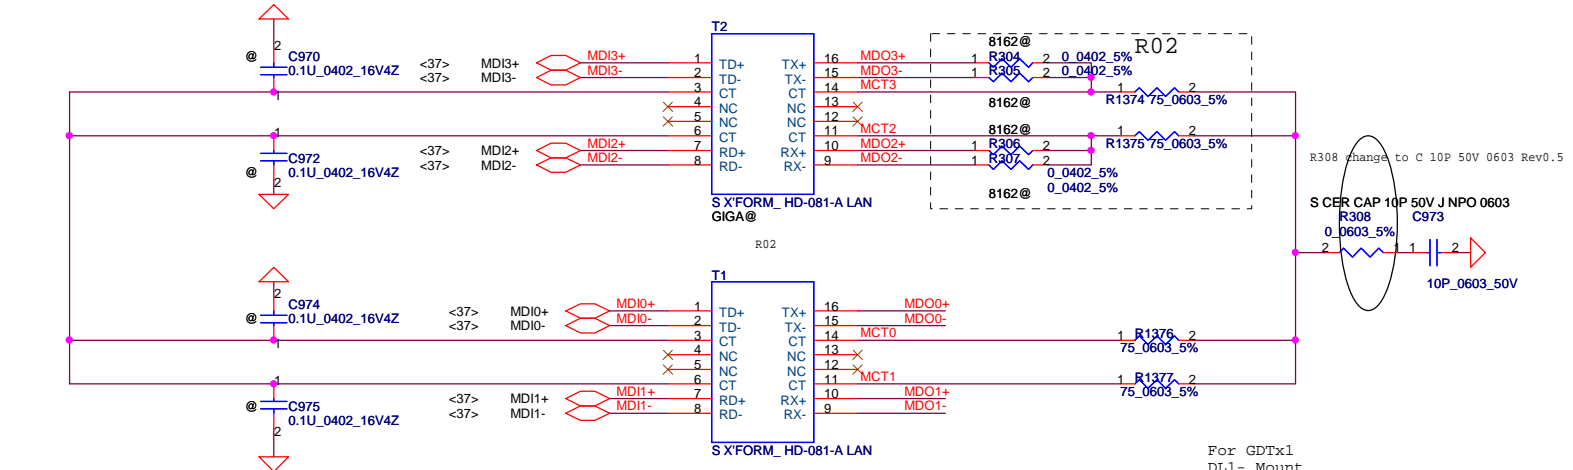 T2
2
@
C970
0.1U_0402_16V4Z
1
<37> MDI3+
<37> MDI3-
MDI3+
MDI3-
1 TD+ TX+ 16 MDO3+
2 TD- TX- 15 MDO3-
3 CT CT 14 MCT3
4 NC NC 13
5 NC NC 12
6 CT CT 11 MCT2
7 RD+ RX+ 10 MDO2+
8 RD- RX- 9 MDO2-
8162@
R02
1 R304 2 0_0402_5%
1 R305 2 0_0402_5%
8162@
1 2
R1374 75_0603_5%
8162@
1 2
R1375 75_0603_5%
1 R306 2
1 R307 2
0_0402_5%
0_0402_5%
8162@
1
C972
@
0.1U_0402_16V4Z
2
<37> MDI2+
<37> MDI2-
MDI2+
MDI2-
S X'FORM_ HD-081-A LAN
GIGA@
R02
R308 change to C 10P 50V 0603 Rev0.5
S CER CAP 10P 50V J NPO 0603
R308 C973
0_0603_5%
2 1 1 2
10P_0603_50V
T1
2
C974
@
0.1U_0402_16V4Z
1
<37> MDI0+
<37> MDI0-
MDI0+
MDI0-
1 TD+ TX+ 16 MDO0+
2 TD- TX- 15 MDO0-
3 CT CT 14 MCT0
4 NC NC 13
5 NC NC 12
6 CT CT 11 MCT1
7 RD+ RX+ 10 MDO1+
8 RD- RX- 9 MDO1-
1 R1376 2
75_0603_5%
1 R1377 2
75_0603_5%
1
@
C975
0.1U_0402_16V4Z
2
<37> MDI1+
<37> MDI1-
MDI1+
MDI1-
S X'FORM_ HD-081-A LAN
For GDTx1
DL1- Mount